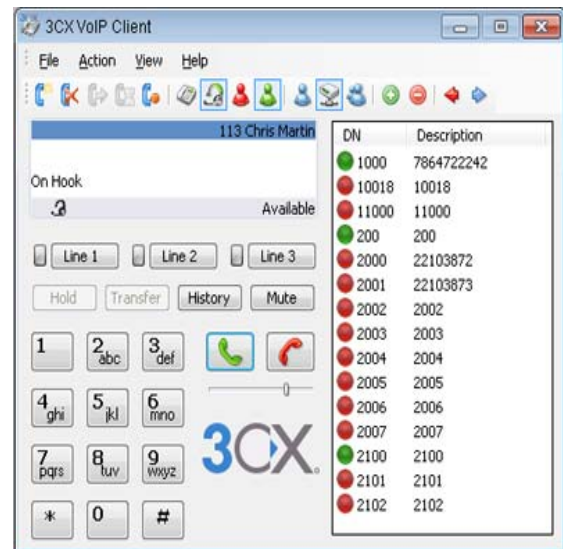 3CX VoIP Client
File Action View Help
113 Chris Martin
On Hook
Available
Line 1 Line 2 Line 3
Hold Transfer History Mute
1 2abc 3def
4ghi 5jkl 6mno
7pqrs 8tuv 9wxyz
* 0 #
3CX
DN Description
1000 7864722242
10018 10018
11000 11000
200 200
2000 22103872
2001 22103873
2002 2002
2003 2003
2004 2004
2005 2005
2006 2006
2007 2007
2100 2100
2101 2101
2102 2102